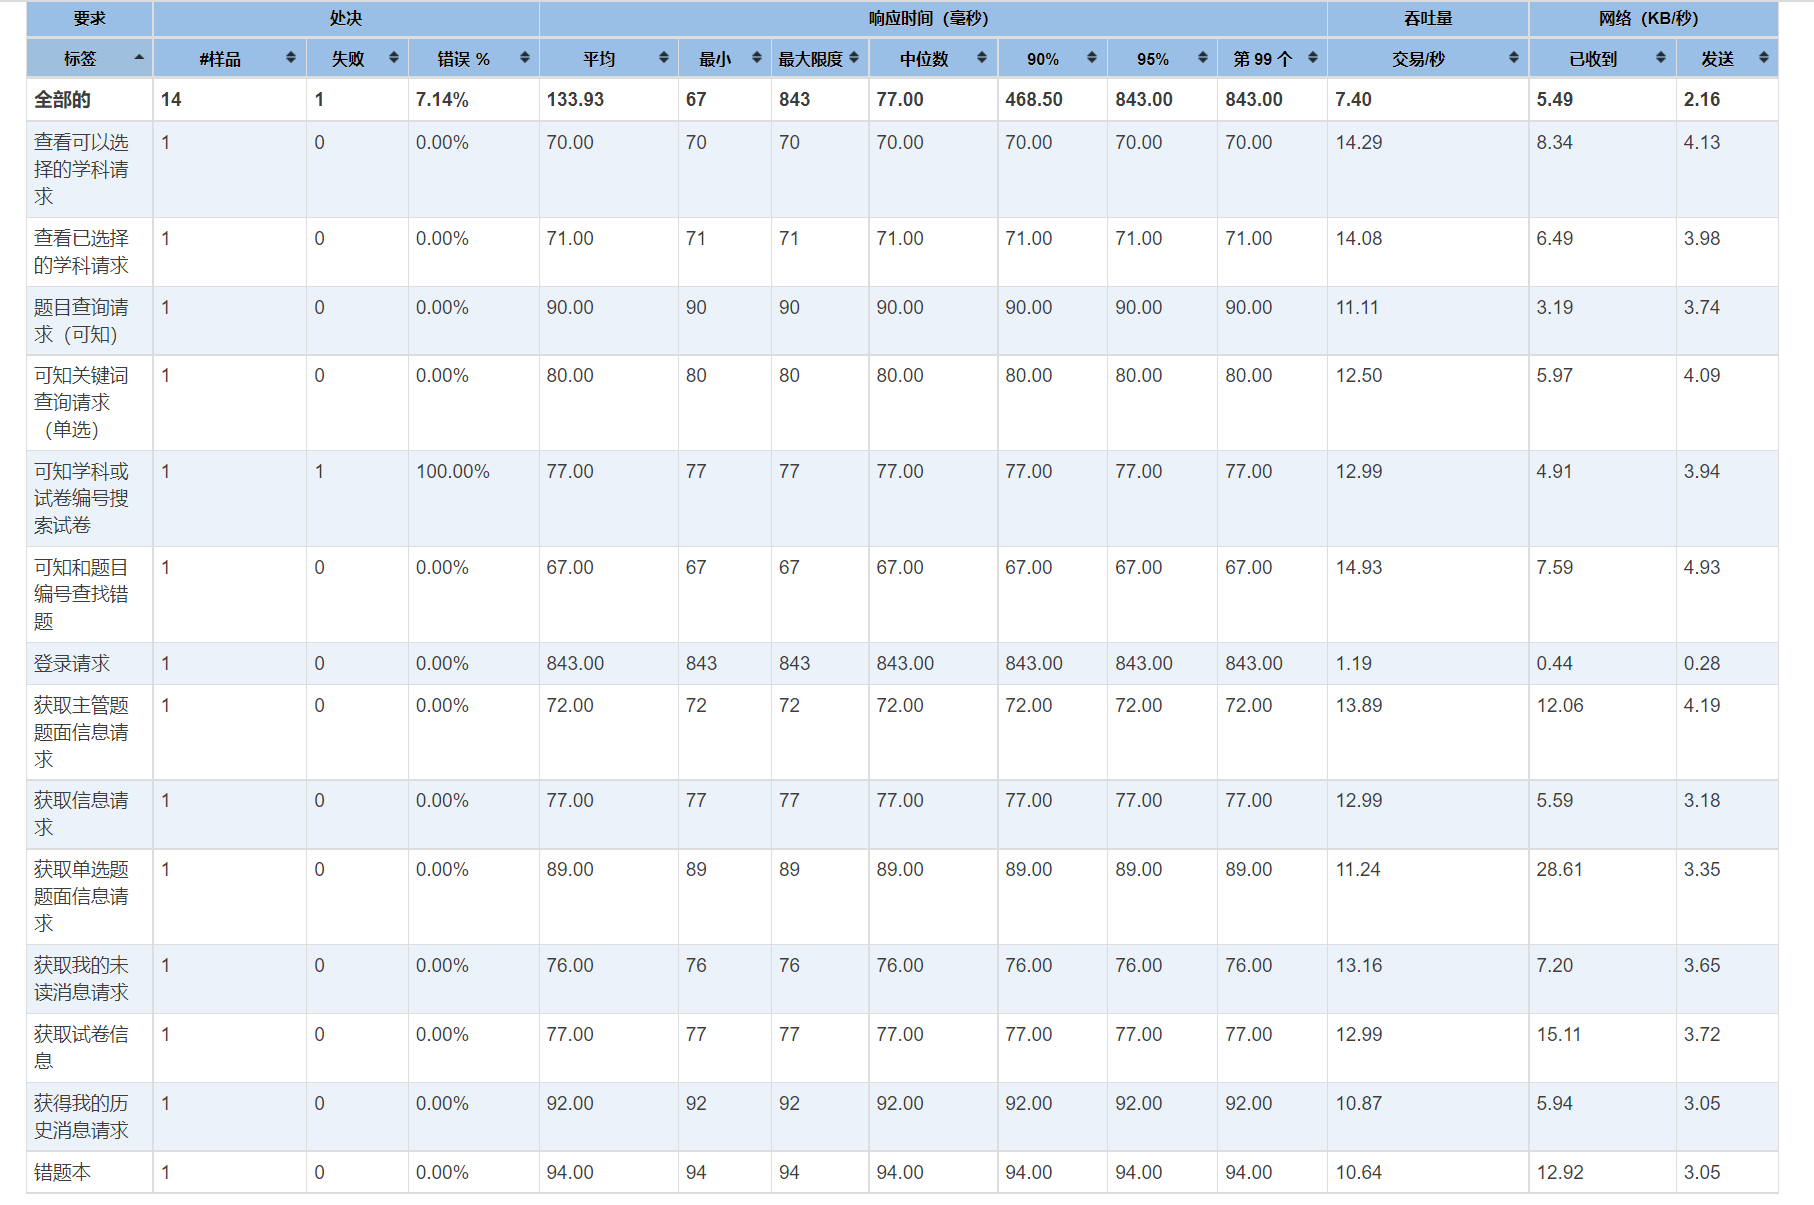 要求 处决 响应时间（毫秒） 吞吐量 网络（KB/秒）
标签 #样品 失败 错误 % 平均 最小 最大限度 中位数 90% 95% 第 99 个 交易/秒 已收到 发送
全部的 14 1 7.14% 133.93 67 843 77.00 468.50 843.00 843.00 7.40 5.49 2.16
查看可以选 1 0 0.00% 70.00 70 70 70.00 70.00 70.00 70.00 14.29 8.34 4.13
择的学科请
求
查看已选择 1 0 0.00% 71.00 71 71 71.00 71.00 71.00 71.00 14.08 6.49 3.98
的学科请求
题目查询请 1 0 0.00% 90.00 90 90 90.00 90.00 90.00 90.00 11.11 3.19 3.74
求（可知）
可知关键词 1 0 0.00% 80.00 80 80 80.00 80.00 80.00 80.00 12.50 5.97 4.09
查询请求
（单选）
可知学科或 1 1 100.00% 77.00 77 77 77.00 77.00 77.00 77.00 12.99 4.91 3.94
试卷编号搜
索试卷
可知和题目 1 0 0.00% 67.00 67 67 67.00 67.00 67.00 67.00 14.93 7.59 4.93
编号查找错
题
登录请求 1 0 0.00% 843.00 843 843 843.00 843.00 843.00 843.00 1.19 0.44 0.28
获取主管题 1 0 0.00% 72.00 72 72 72.00 72.00 72.00 72.00 13.89 12.06 4.19
题面信息请
求
获取信息请 1 0 0.00% 77.00 77 77 77.00 77.00 77.00 77.00 12.99 5.59 3.18
求
获取单选题 1 0 0.00% 89.00 89 89 89.00 89.00 89.00 89.00 11.24 28.61 3.35
题面信息请
求
获取我的未 1 0 0.00% 76.00 76 76 76.00 76.00 76.00 76.00 13.16 7.20 3.65
读消息请求
获取试卷信 1 0 0.00% 77.00 77 77 77.00 77.00 77.00 77.00 12.99 15.11 3.72
息
获得我的历 1 0 0.00% 92.00 92 92 92.00 92.00 92.00 92.00 10.87 5.94 3.05
史消息请求
错题本 1 0 0.00% 94.00 94 94 94.00 94.00 94.00 94.00 10.64 12.92 3.05